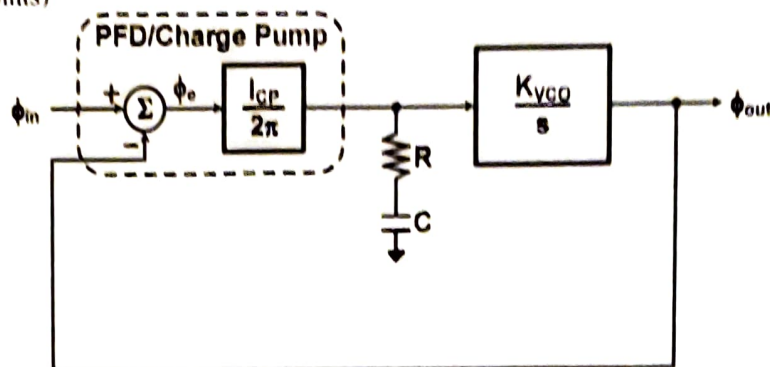 PFD/Charge Pump
ϕin + Σ ϕe ICP/2π KVCO/s ϕout
−
R
C